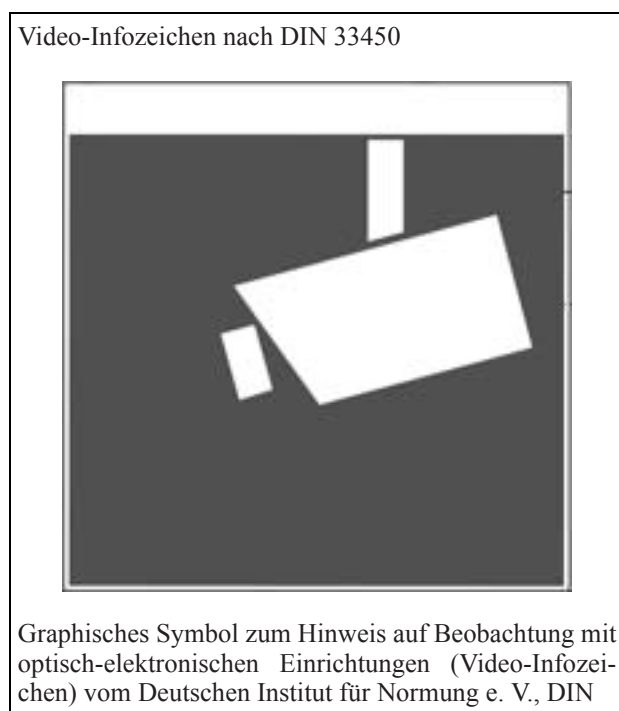 Video-Infozeichen nach DIN 33450
Graphisches Symbol zum Hinweis auf Beobachtung mit
optisch-elektronischen Einrichtungen (Video-Infozei-
chen) vom Deutschen Institut für Normung e. V., DIN